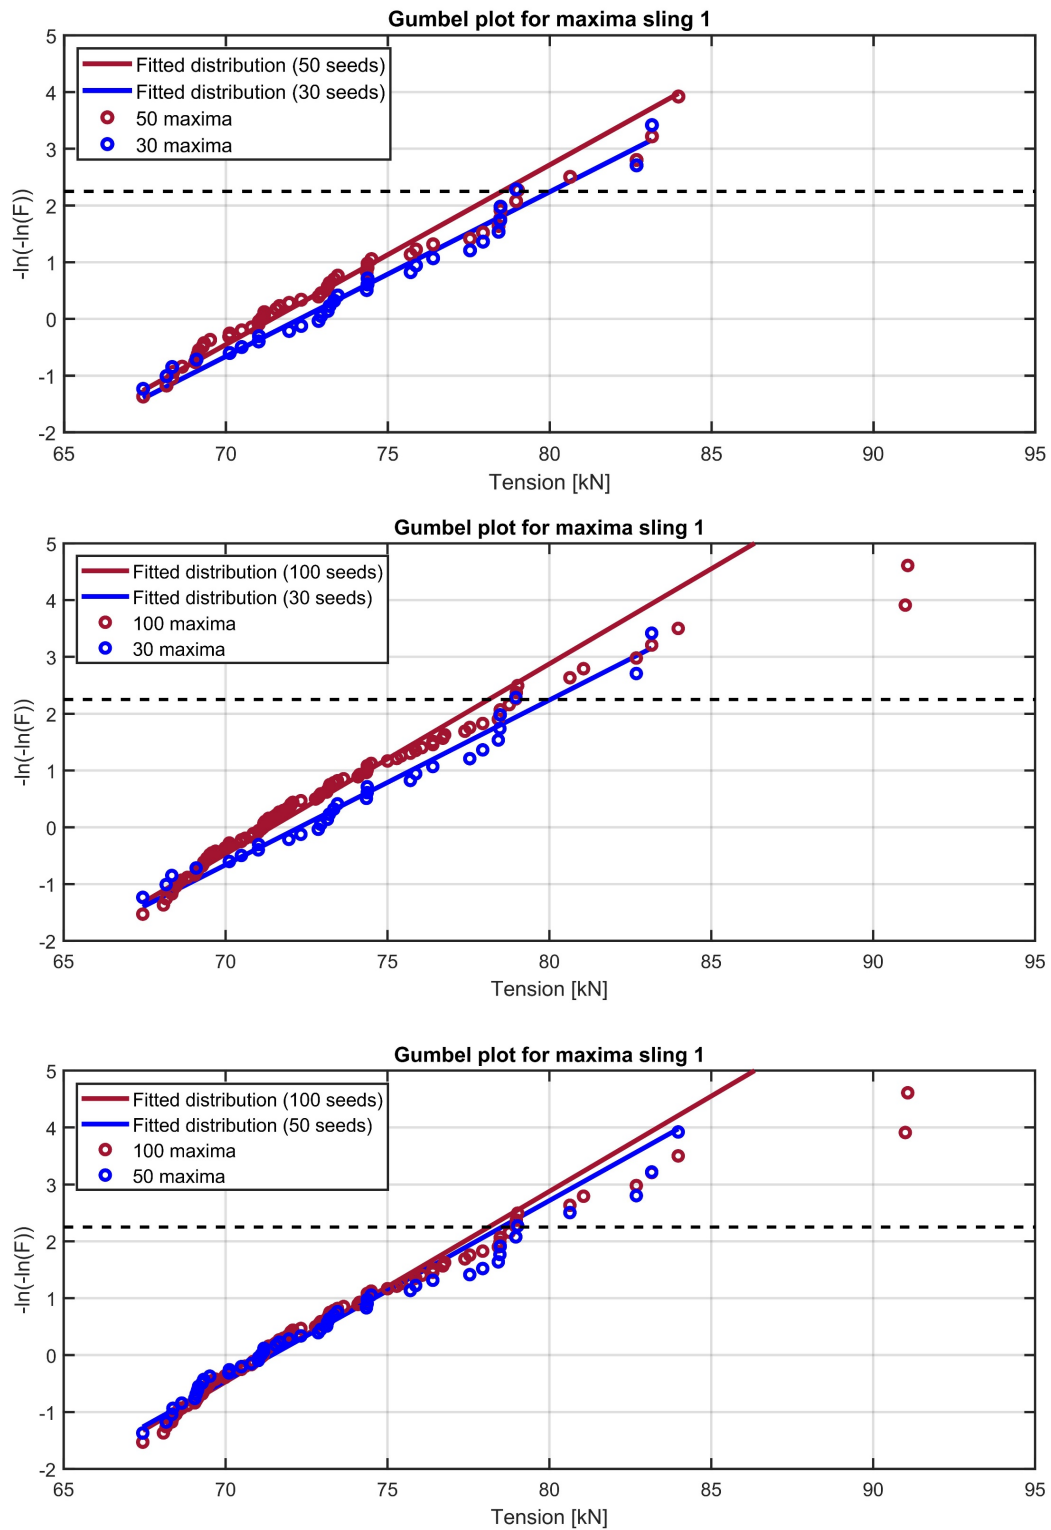 Gumbel plot for maxima sling 1
5
4
3
2
1
0
-1
-2
-ln(-ln(F))
Fitted distribution (50 seeds)
Fitted distribution (30 seeds)
50 maxima
30 maxima
65 70 75 80 85 90 95
Tension [kN]
Gumbel plot for maxima sling 1
5
4
3
2
1
0
-1
-2
-ln(-ln(F))
Fitted distribution (100 seeds)
Fitted distribution (30 seeds)
100 maxima
30 maxima
65 70 75 80 85 90 95
Tension [kN]
Gumbel plot for maxima sling 1
5
4
3
2
1
0
-1
-2
-ln(-ln(F))
Fitted distribution (100 seeds)
Fitted distribution (50 seeds)
100 maxima
50 maxima
65 70 75 80 85 90 95
Tension [kN]